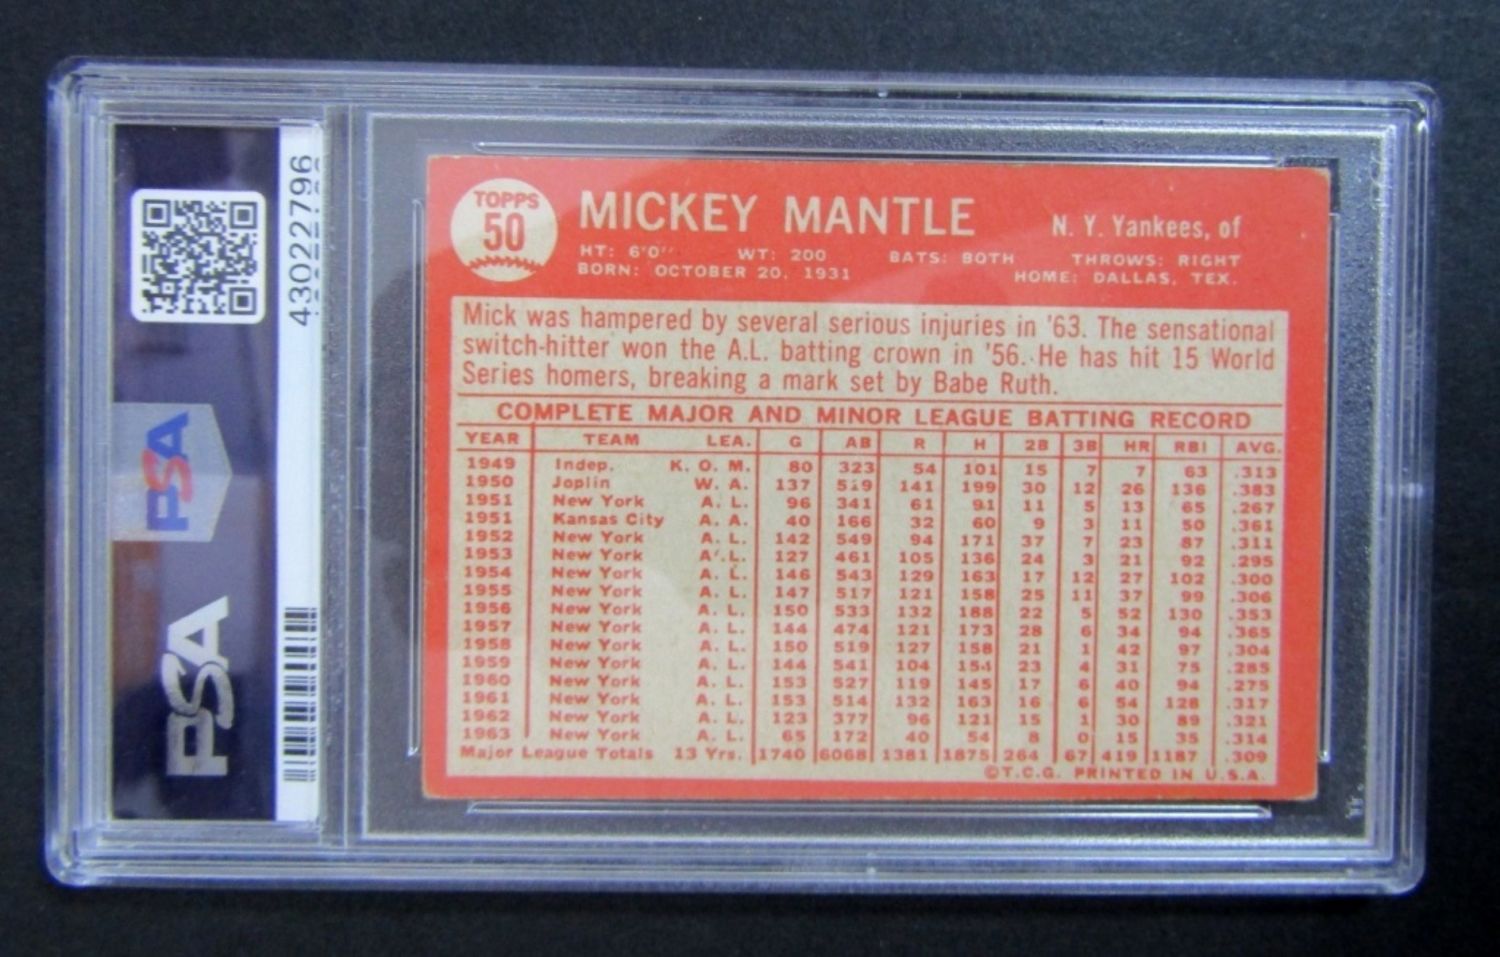 43022796
PSA
PSA
TOPPS
50
MICKEY MANTLE
N. Y. Yankees, of
HT: 6'0" WT: 200 BATS: BOTH THROWS: RIGHT
BORN: OCTOBER 20, 1931 HOME: DALLAS, TEX.
Mick was hampered by several serious injuries in '63. The sensational
switch-hitter won the A.L. batting crown in '56. He has hit 15 World
Series homers, breaking a mark set by Babe Ruth.
COMPLETE MAJOR AND MINOR LEAGUE BATTING RECORD
YEAR TEAM LEA. G AB R H 2B 3B HR RBI AVG.
1949 Indep. K. O. M. 80 323 54 101 15 7 7 63 .313
1950 Joplin W. A. 137 519 141 199 30 12 26 136 .383
1951 New York A. L. 96 341 61 91 11 5 13 65 .267
1951 Kansas City A. A. 40 166 32 60 9 3 11 50 .361
1952 New York A. L. 142 549 94 171 37 7 23 87 .311
1953 New York A. L. 127 461 105 136 24 3 21 92 .295
1954 New York A. L. 146 543 129 163 17 12 27 102 .300
1955 New York A. L. 147 517 121 158 25 11 37 99 .306
1956 New York A. L. 150 533 132 188 22 5 52 130 .353
1957 New York A. L. 144 474 121 173 28 6 34 94 .365
1958 New York A. L. 150 519 127 158 21 1 42 97 .304
1959 New York A. L. 144 541 104 154 23 4 31 75 .285
1960 New York A. L. 153 527 119 145 17 6 40 94 .275
1961 New York A. L. 153 514 132 163 16 6 54 128 .317
1962 New York A. L. 123 377 96 121 15 1 30 89 .321
1963 New York A. L. 65 172 40 54 8 0 15 35 .314
Major League Totals 13 Yrs. 1740 6068 1381 1875 264 67 419 1187 .309
©T.C.G. PRINTED IN U.S.A.